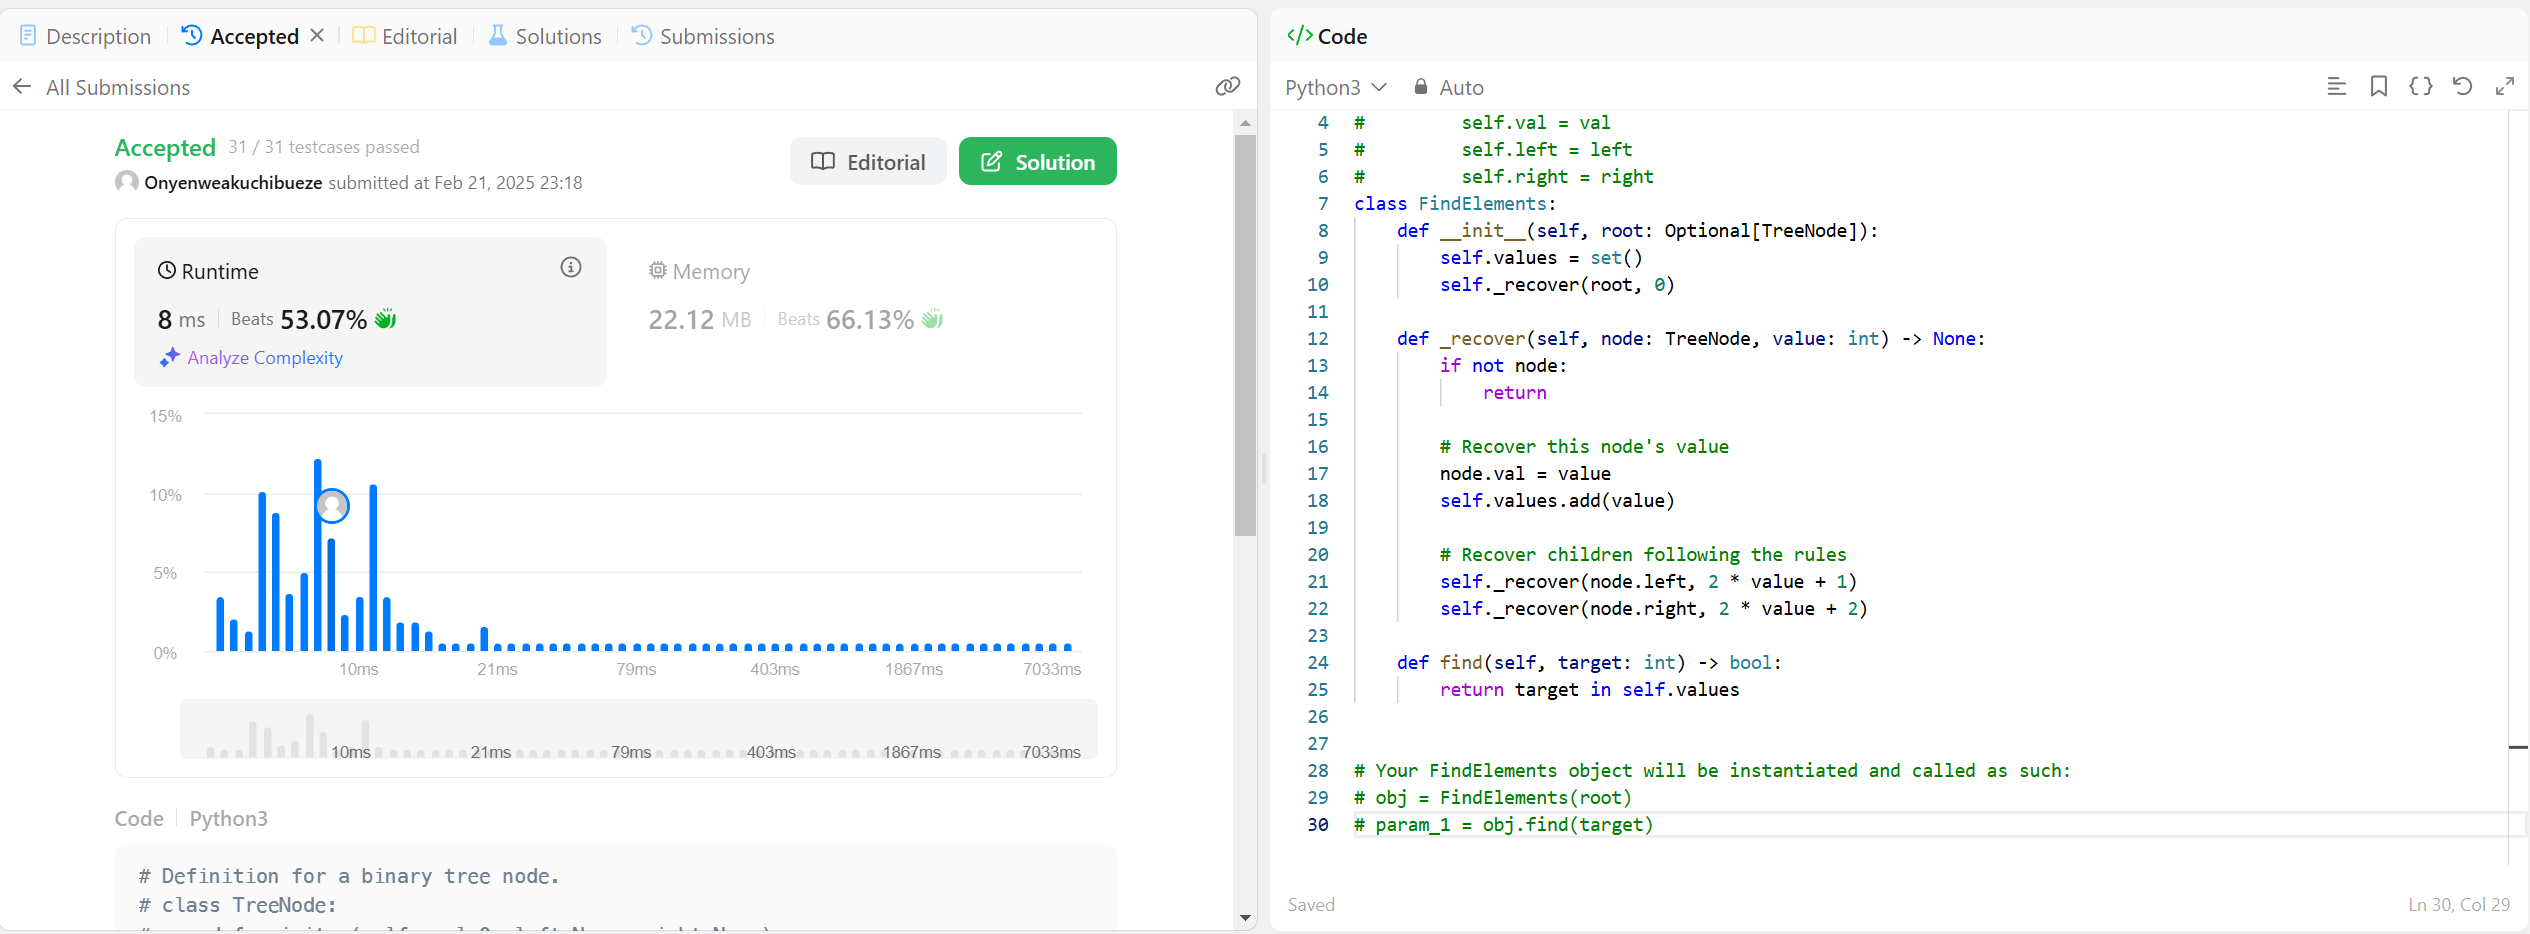 Description
Accepted
Editorial
Solutions
Submissions
All Submissions
Accepted 31 / 31 testcases passed
Onyenweakuchibueze submitted at Feb 21, 2025 23:18
Editorial
Solution
Runtime
8 ms Beats 53.07%
Analyze Complexity
Memory
22.12 MB Beats 66.13%
15%
10%
5%
0%
10ms 21ms 79ms 403ms 1867ms 7033ms
10ms 21ms 79ms 403ms 1867ms 7033ms
Code Python3
# Definition for a binary tree node.
# class TreeNode:
</> Code
Python3 Auto
4 #         self.val = val
5 #         self.left = left
6 #         self.right = right
7 class FindElements:
8     def __init__(self, root: Optional[TreeNode]):
9         self.values = set()
10         self._recover(root, 0)
11
12     def _recover(self, node: TreeNode, value: int) -> None:
13         if not node:
14             return
15
16         # Recover this node's value
17         node.val = value
18         self.values.add(value)
19
20         # Recover children following the rules
21         self._recover(node.left, 2 * value + 1)
22         self._recover(node.right, 2 * value + 2)
23
24     def find(self, target: int) -> bool:
25         return target in self.values
26
27
28 # Your FindElements object will be instantiated and called as such:
29 # obj = FindElements(root)
30 # param_1 = obj.find(target)
Saved
Ln 30, Col 29